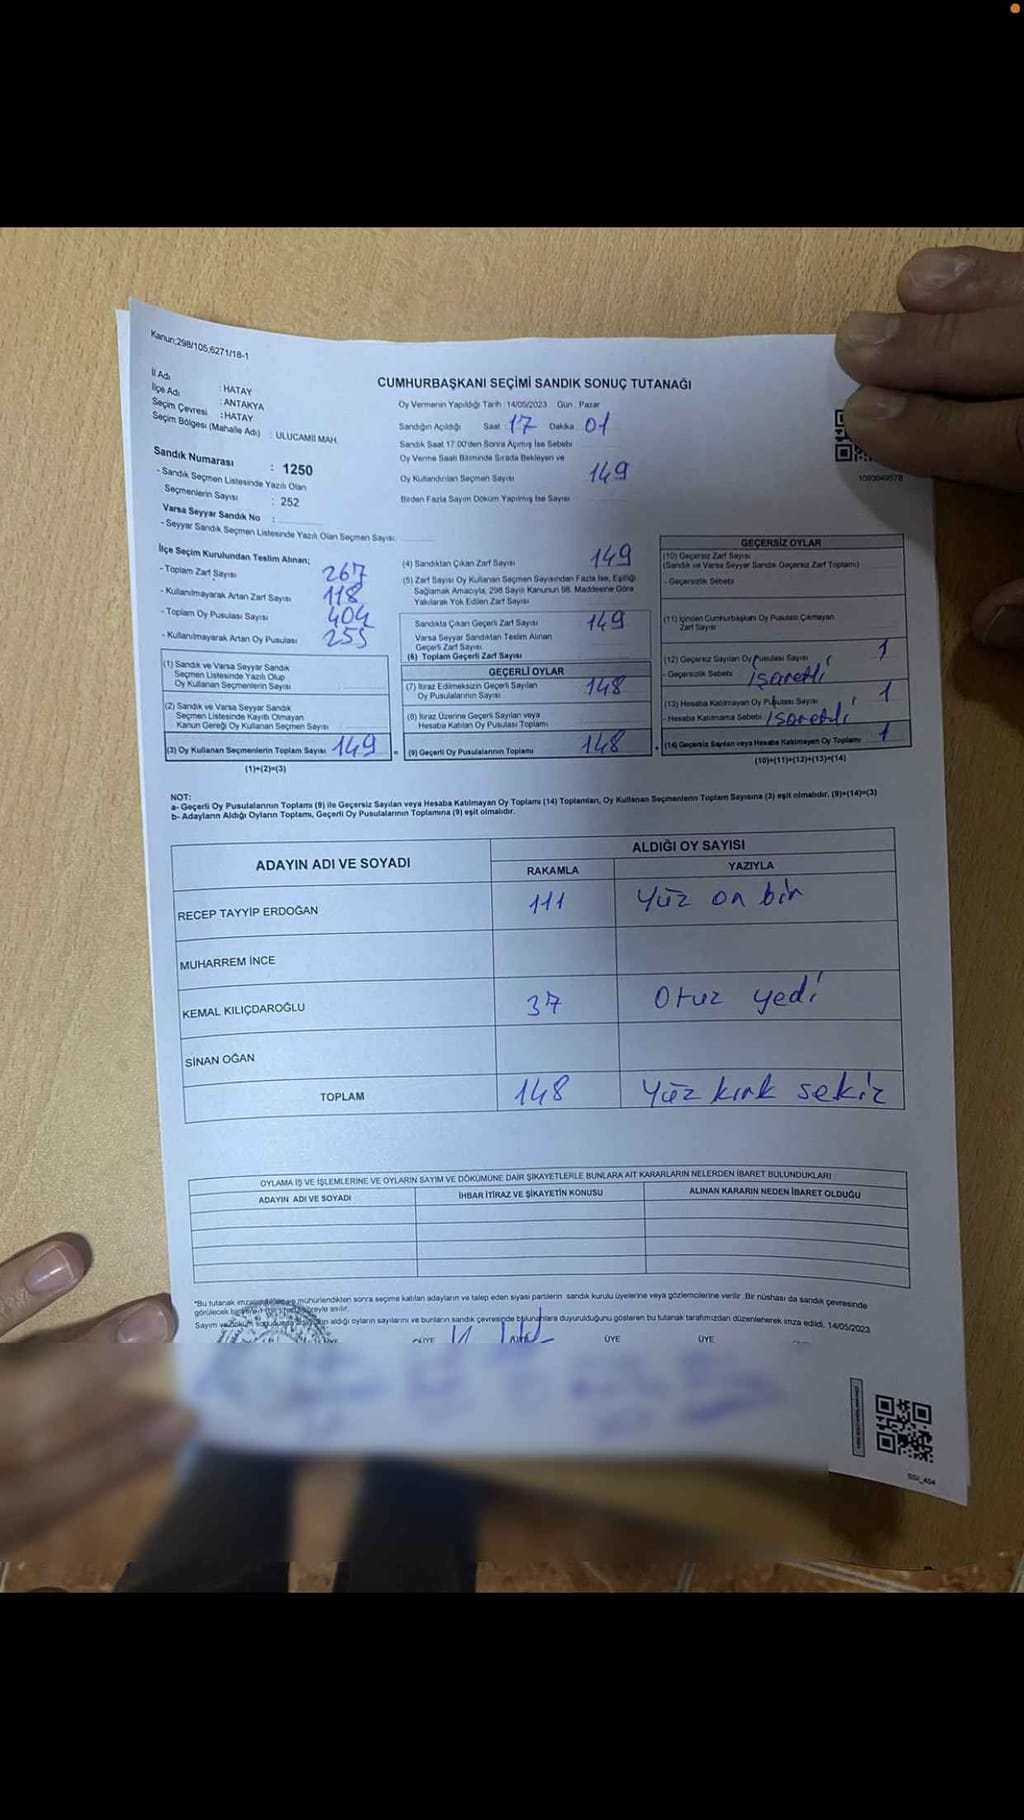 Kanun;298/105;6271/18-1
CUMHURBAŞKANI SEÇİMİ SANDIK SONUÇ TUTANAĞI
İl Adı : HATAY
İlçe Adı : ANTAKYA
Seçim Çevresi : HATAY
Seçim Bölgesi (Mahalle Adı) : ULUCAMİİ MAH
Sandık Numarası : 1250
- Sandık Seçmen Listesinde Yazılı Olan
Seçmenlerin Sayısı : 252
Varsa Seyyar Sandık No :
- Seyyar Sandık Seçmen Listesinde Yazılı Olan Seçmen Sayısı:
Oy Vermenin Yapıldığı Tarih : 14/05/2023 Gün : Pazar
Sandığın Açıldığı Saat 17 Dakika 01
Sandık Saat 17.00'den Sonra Açılmış İse Sebebi
Oy Verme Saati Bitiminde Sırada Bekleyen ve
Oy Kullandırılan Seçmen Sayısı 149
Birden Fazla Sayım Döküm Yapılmış İse Sayısı
1093649578
İlçe Seçim Kurulundan Teslim Alınan;
- Toplam Zarf Sayısı 267
- Kullanılmayarak Artan Zarf Sayısı 118
- Toplam Oy Pusulası Sayısı 404
- Kullanılmayarak Artan Oy Pusulası 255
(1) Sandık ve Varsa Seyyar Sandık
Seçmen Listesinde Yazılı Olup
Oy Kullanan Seçmenlerin Sayısı
(2) Sandık ve Varsa Seyyar Sandık
Seçmen Listesinde Kayıtlı Olmayan
Kanun Gereği Oy Kullanan Seçmen Sayısı
(3) Oy Kullanan Seçmenlerin Toplam Sayısı 149 =
(1)+(2)=(3)
(4) Sandıktan Çıkan Zarf Sayısı 149
(5) Zarf Sayısı Oy Kullanan Seçmen Sayısından Fazla İse, Eşitliği
Sağlamak Amacıyla, 298 Sayılı Kanunun 98. Maddesine Göre
Yakılarak Yok Edilen Zarf Sayısı
Sandıkta Çıkan Geçerli Zarf Sayısı 149
Varsa Seyyar Sandıktan Teslim Alınan
Geçerli Zarf Sayısı
(6) Toplam Geçerli Zarf Sayısı
GEÇERLİ OYLAR
(7) İtiraz Edilmeksizin Geçerli Sayılan
Oy Pusulalarının Sayısı 148
(8) İtiraz Üzerine Geçerli Sayılan veya
Hesaba Katılan Oy Pusulası Toplamı
(9) Geçerli Oy Pusulalarının Toplamı 148 +
GEÇERSİZ OYLAR
(10) Geçersiz Zarf Sayısı
(Sandık ve Varsa Seyyar Sandık Geçersiz Zarf Toplamı)
- Geçersizlik Sebebi
(11) İçinden Cumhurbaşkanı Oy Pusulası Çıkmayan
Zarf Sayısı
(12) Geçersiz Sayılan Oy Pusulası Sayısı 1
- Geçersizlik Sebebi işaretli
(13) Hesaba Katılmayan Oy Pusulası Sayısı 1
- Hesaba Katılmama Sebebi işaretli
(14) Geçersiz Sayılan veya Hesaba Katılmayan Oy Toplamı 1
(10)+(11)+(12)+(13)=(14)
NOT:
a- Geçerli Oy Pusulalarının Toplamı (9) ile Geçersiz Sayılan veya Hesaba Katılmayan Oy Toplamı (14) Toplamları, Oy Kullanan Seçmenlerin Toplam Sayısına (3) eşit olmalıdır. (9)+(14)=(3)
b- Adayların Aldığı Oyların Toplamı, Geçerli Oy Pusulalarının Toplamına (9) eşit olmalıdır.
ADAYIN ADI VE SOYADI ALDIĞI OY SAYISI
RAKAMLA YAZIYLA
RECEP TAYYİP ERDOĞAN 111 Yüz on bir
MUHARREM İNCE
KEMAL KILIÇDAROĞLU 37 Otuz yedi
SİNAN OĞAN
TOPLAM 148 Yüz kırk sekiz
OYLAMA İŞ VE İŞLEMLERİNE VE OYLARIN SAYIM VE DÖKÜMÜNE DAİR ŞİKAYETLERLE BUNLARA AİT KARARLARIN NELERDEN İBARET BULUNDUKLARI
ADAYIN ADI VE SOYADI İHBAR İTİRAZ VE ŞİKAYETİN KONUSU ALINAN KARARIN NEDEN İBARET OLDUĞU
*Bu tutanak mühürlendikten sonra seçime katılan adayların ve talep eden siyasi partilerin sandık kurulu üyelerine veya gözlemcilerine verilir. Bir nüshası da sandık çevresinde
görülecek bir asılır.
Sayım ve aldığı oyların sayılarını ve bunların sandık çevresinde bulunanlara duyurulduğunu gösteren bu tutanak tarafımızdan düzenlenerek imza edildi. 14/05/2023
ÜYE ÜYE ÜYE
SSI_404